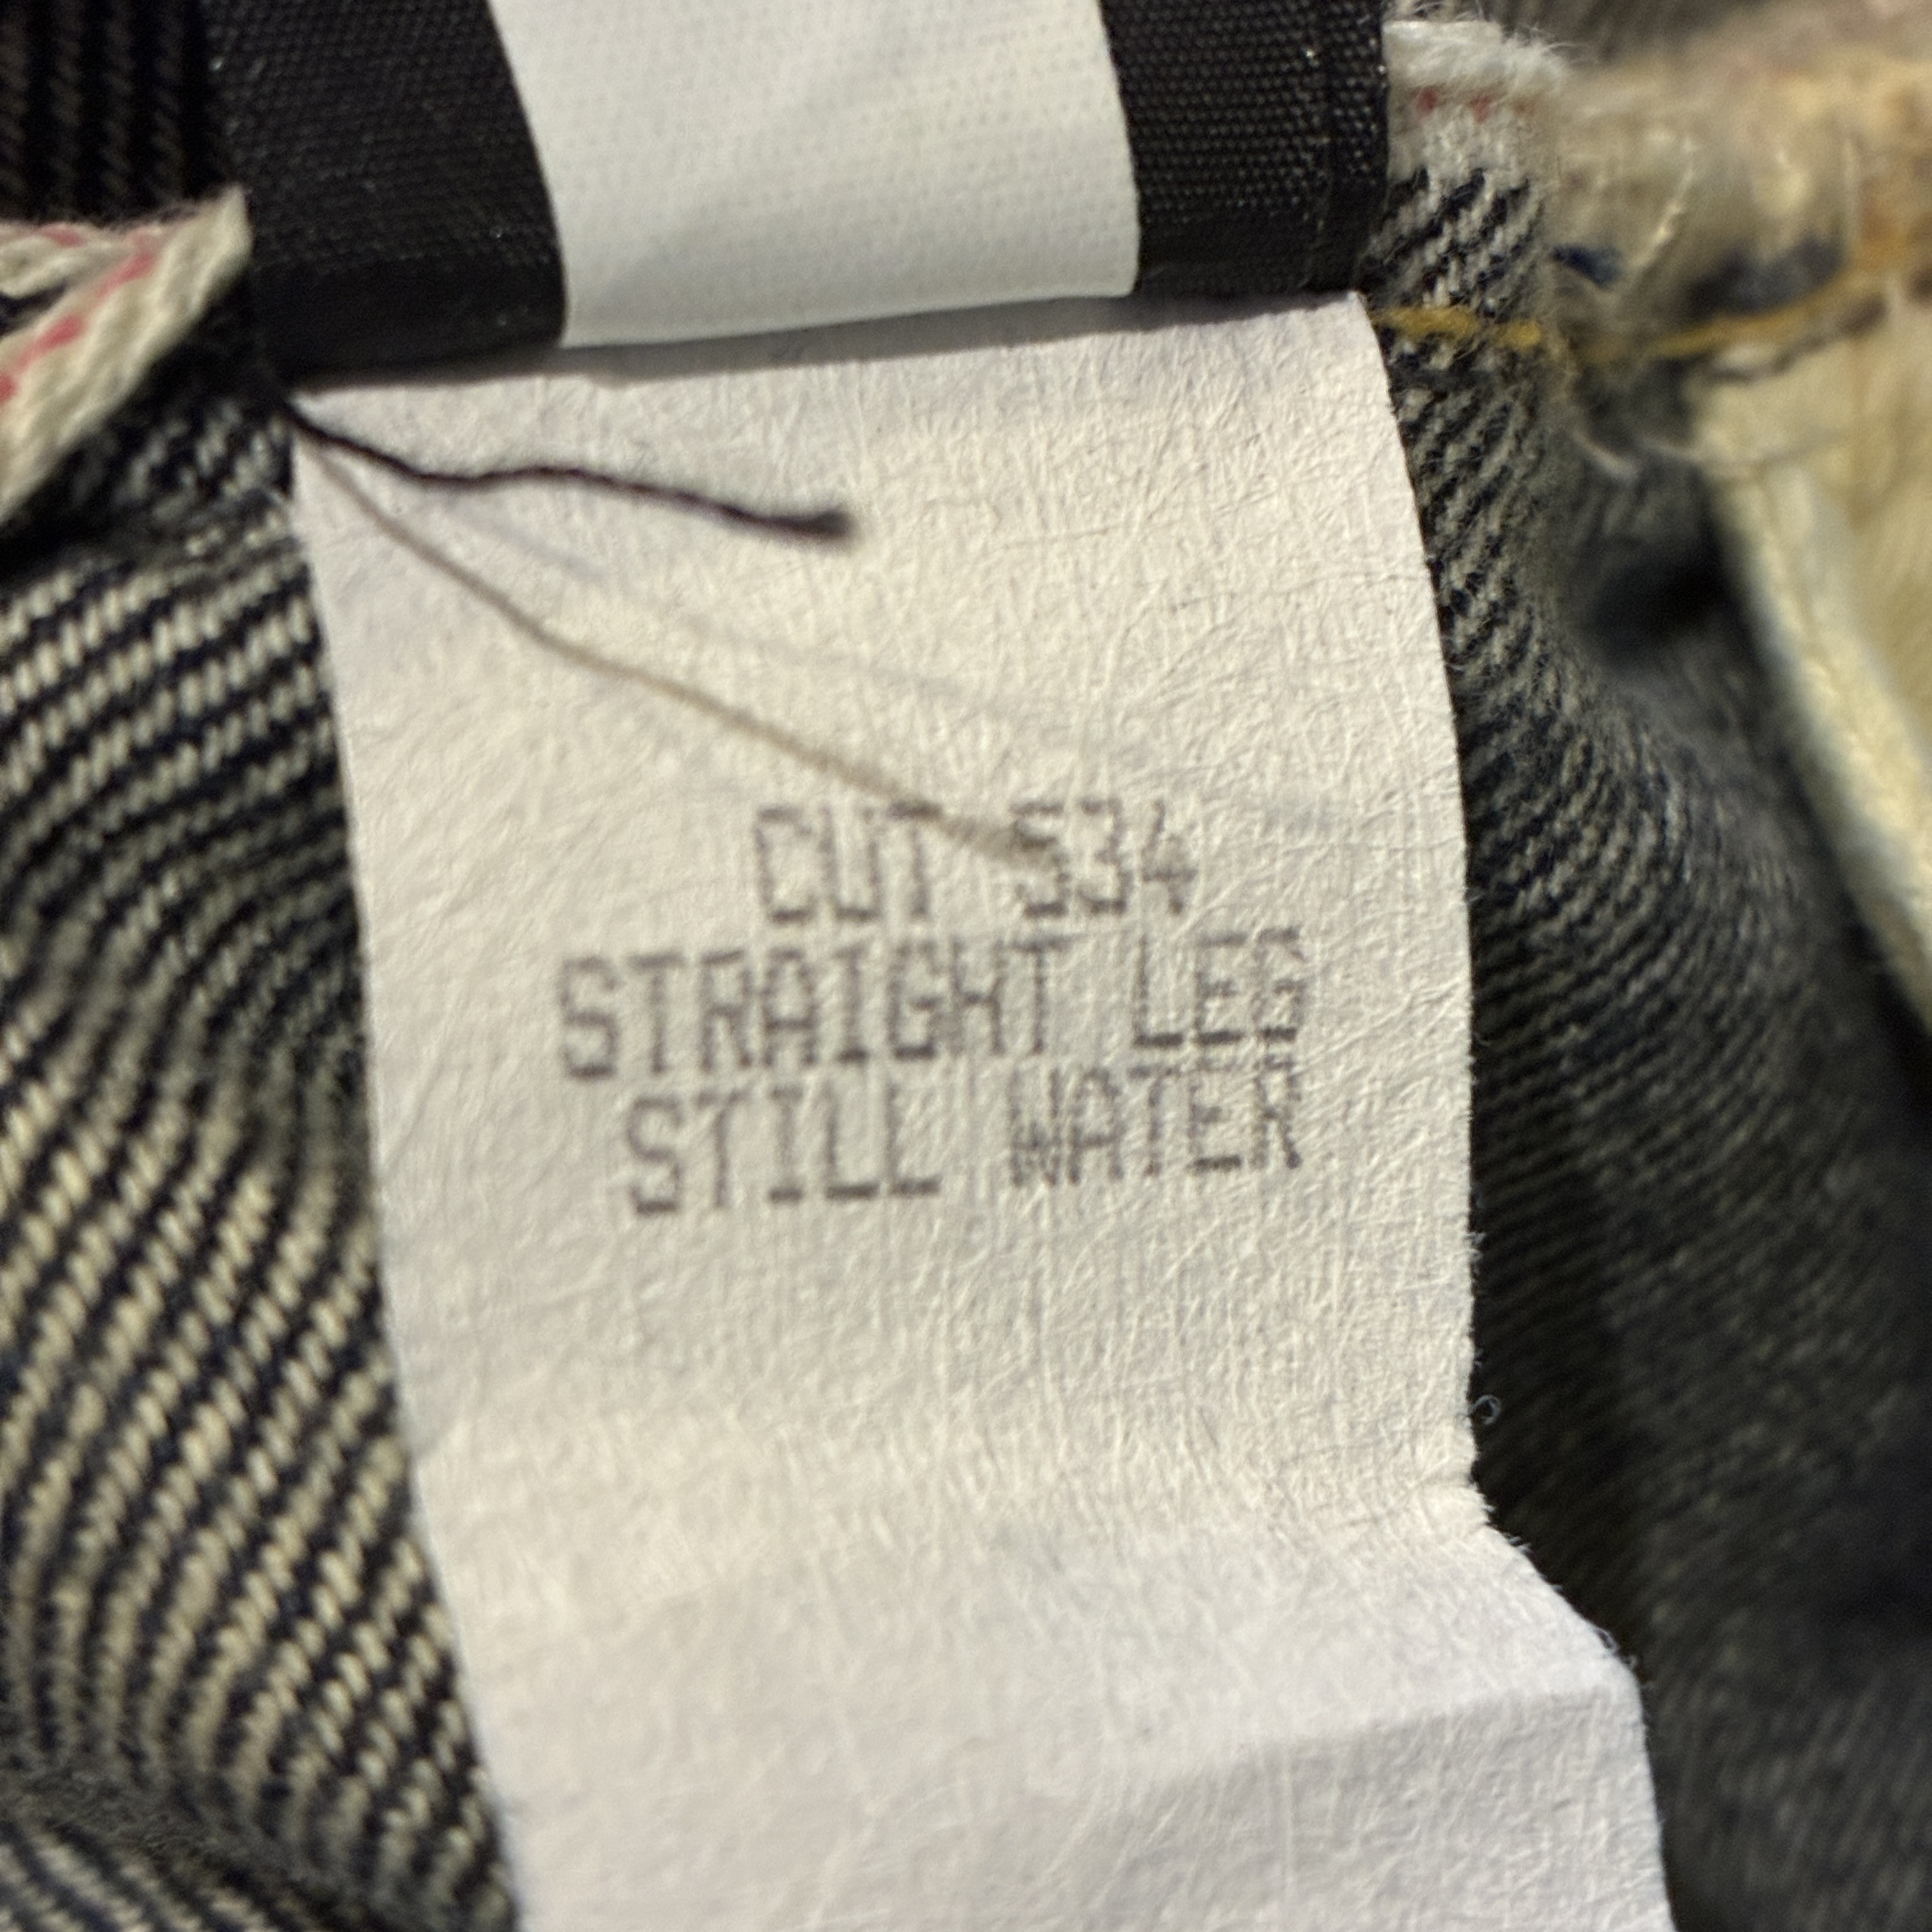 CUT 534
STRAIGHT LEG
STILL WATER